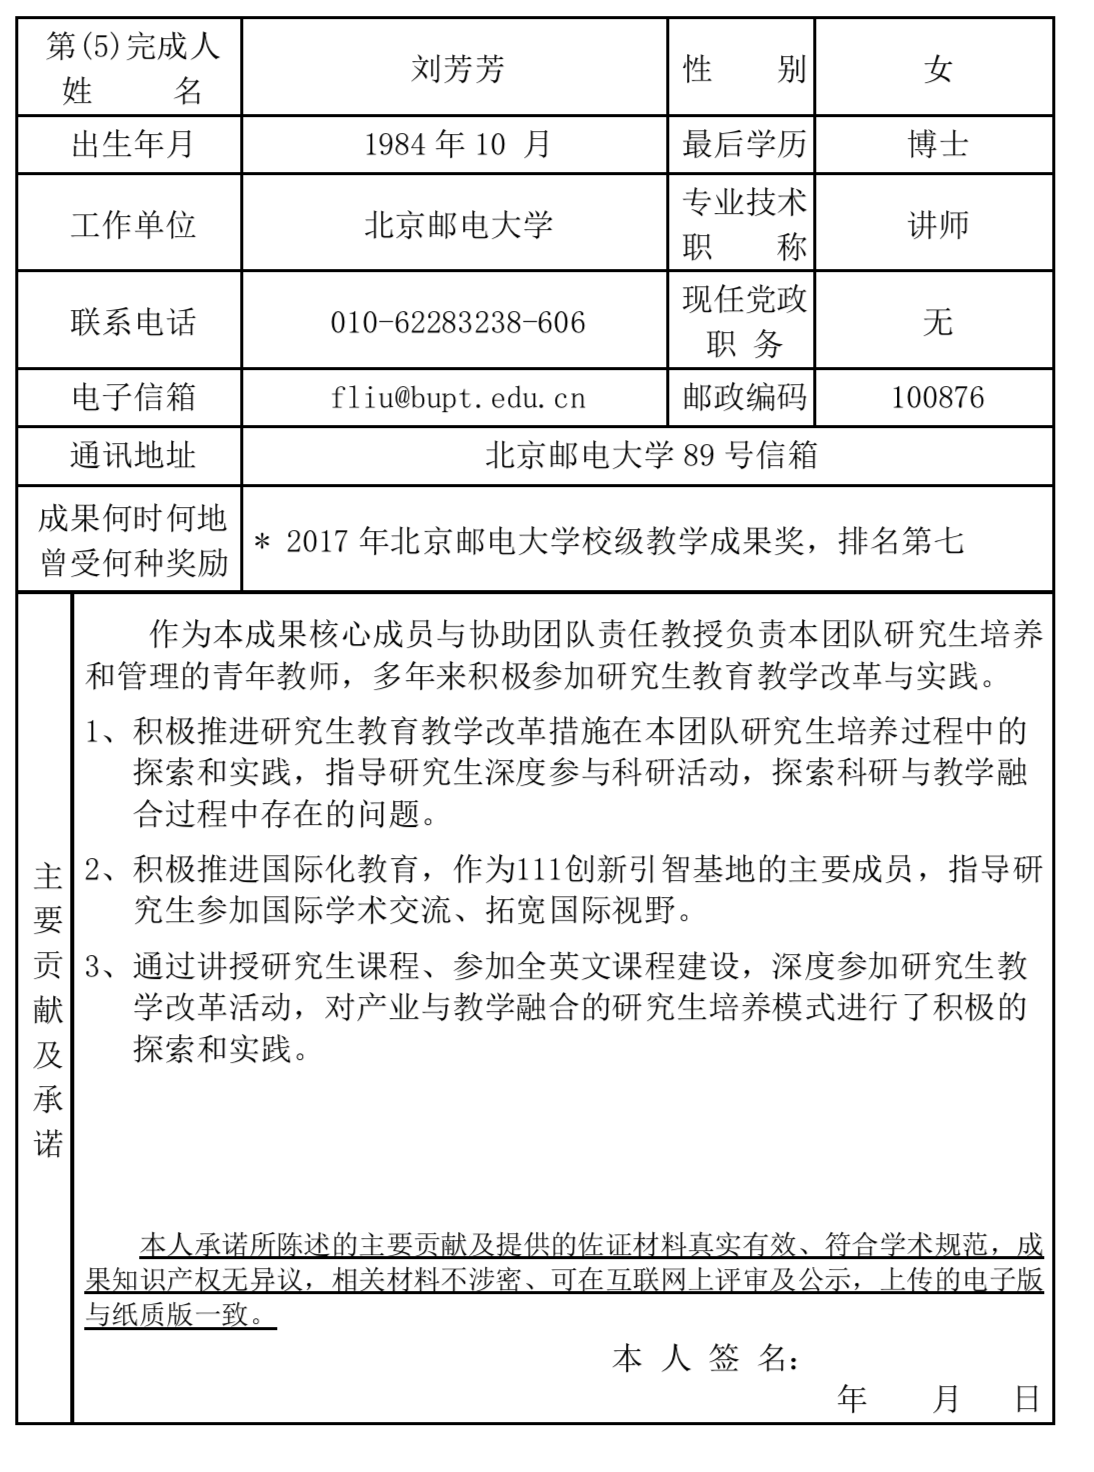 第(5)完成人
姓 名
刘芳芳
性 别
女
出生年月
1984年10 月
最后学历
博士
工作单位
北京邮电大学
专业技术
职 称
讲师
联系电话
010-62283238-606
现任党政
职 务
无
电子信箱
fliu@bupt.edu.cn
邮政编码
100876
通讯地址
北京邮电大学89号信箱
成果何时何地
曾受何种奖励
* 2017年北京邮电大学校级教学成果奖，排名第七
主要贡献及承诺
作为本成果核心成员与协助团队责任教授负责本团队研究生培养
和管理的青年教师，多年来积极参加研究生教育教学改革与实践。
1、积极推进研究生教育教学改革措施在本团队研究生培养过程中的
探索和实践，指导研究生深度参与科研活动，探索科研与教学融
合过程中存在的问题。
2、积极推进国际化教育，作为111创新引智基地的主要成员，指导研
究生参加国际学术交流、拓宽国际视野。
3、通过讲授研究生课程、参加全英文课程建设，深度参加研究生教
学改革活动，对产业与教学融合的研究生培养模式进行了积极的
探索和实践。
本人承诺所陈述的主要贡献及提供的佐证材料真实有效、符合学术规范，成
果知识产权无异议，相关材料不涉密、可在互联网上评审及公示，上传的电子版
与纸质版一致。
本 人 签 名：
年 月 日